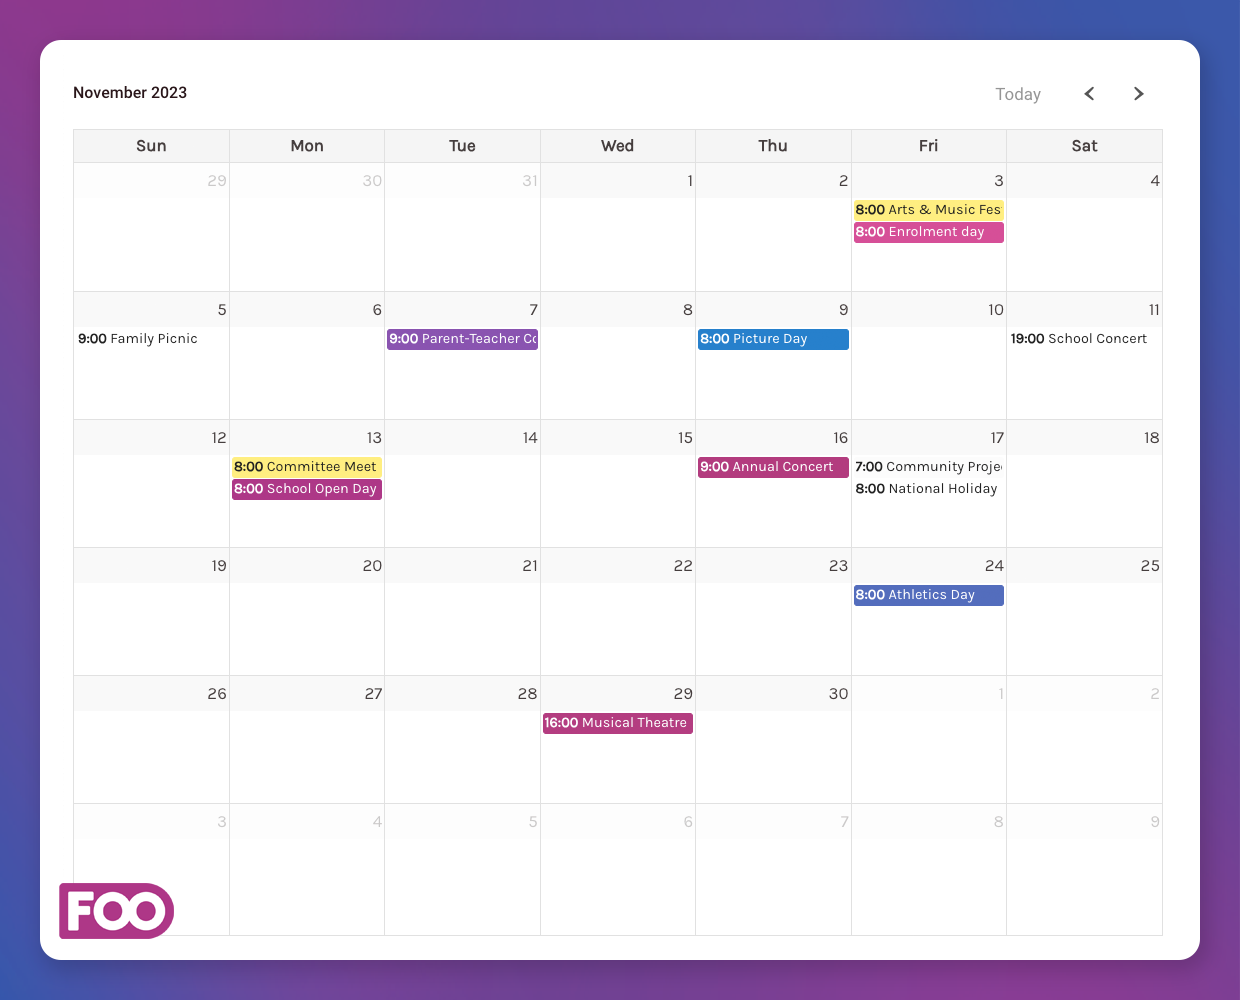 November 2023
Today
Sun Mon Tue Wed Thu Fri Sat
29 30 31 1 2 3 4
8:00 Arts & Music Fes
8:00 Enrolment day
5 6 7 8 9 10 11
9:00 Family Picnic 9:00 Parent-Teacher Co 8:00 Picture Day 19:00 School Concert
12 13 14 15 16 17 18
8:00 Committee Meet 9:00 Annual Concert 7:00 Community Proje
8:00 School Open Day 8:00 National Holiday
19 20 21 22 23 24 25
8:00 Athletics Day
26 27 28 29 30 1 2
16:00 Musical Theatre
3 4 5 6 7 8 9
FOO